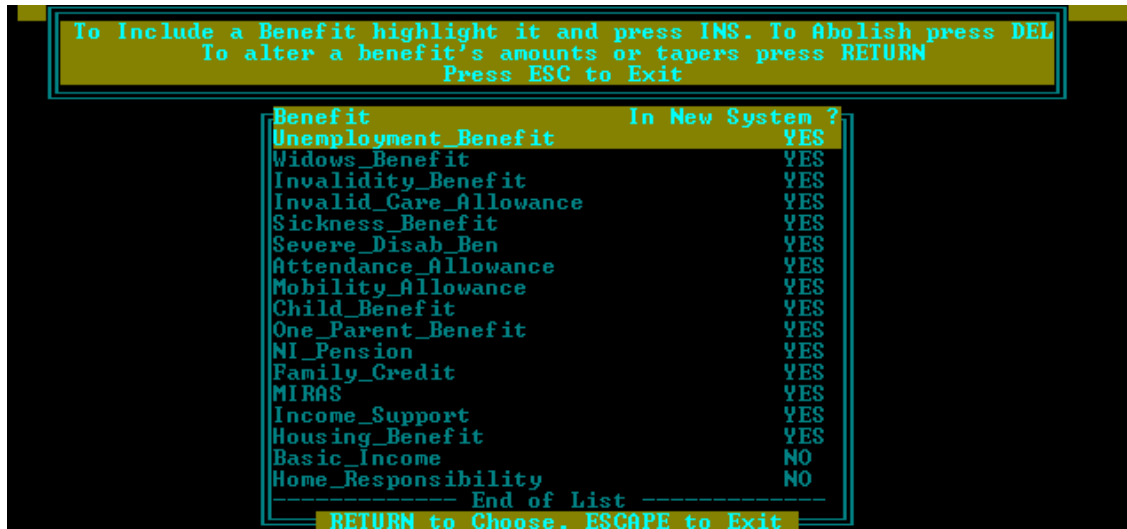 To Include a Benefit highlight it and press INS. To Abolish press DEL
To alter a benefit's amounts or tapers press RETURN
Press ESC to Exit
Benefit In New System ?
Unemployment_Benefit YES
Widows_Benefit YES
Invalidity_Benefit YES
Invalid_Care_Allowance YES
Sickness_Benefit YES
Severe_Disab_Ben YES
Attendance_Allowance YES
Mobility_Allowance YES
Child_Benefit YES
One_Parent_Benefit YES
NI_Pension YES
Family_Credit YES
MIRAS YES
Income_Support YES
Housing_Benefit YES
Basic_Income NO
Home_Responsibility NO
------------- End of List -------------
RETURN to Choose. ESCAPE to Exit